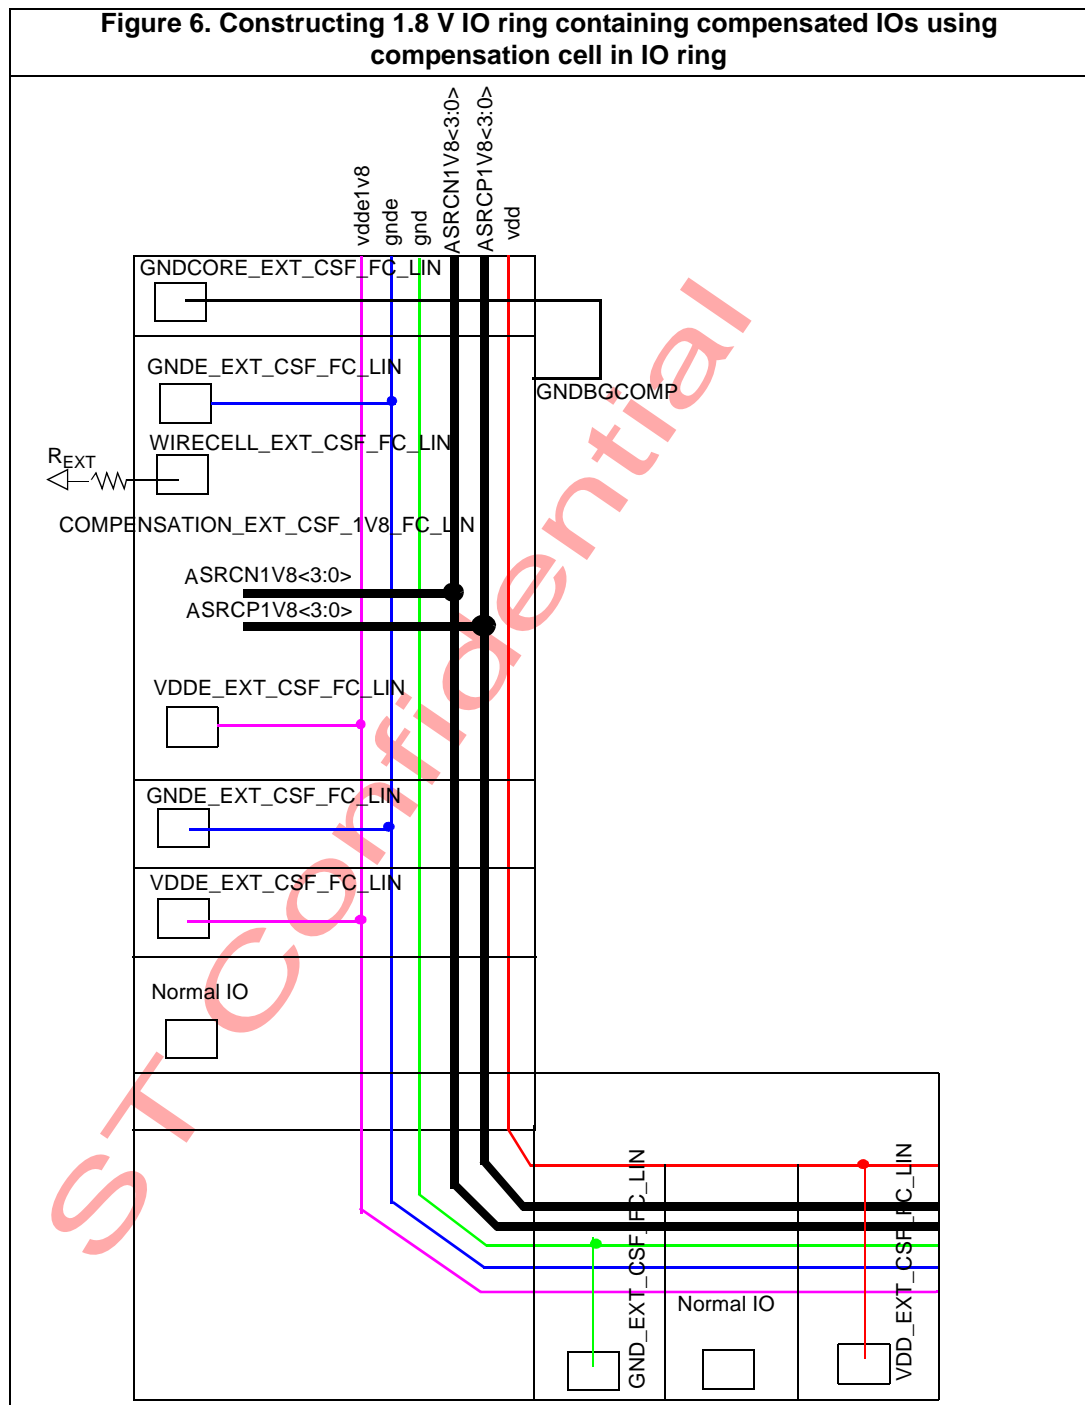 Figure 6. Constructing 1.8 V IO ring containing compensated IOs using
compensation cell in IO ring
vdde1v8
gnde
gnd
ASRCN1V8<3:0>
ASRCP1V8<3:0>
vdd
GNDCORE_EXT_CSF_FC_LIN
GNDE_EXT_CSF_FC_LIN
GNDBGCOMP
WIRECELL_EXT_CSF_FC_LIN
REXT
COMPENSATION_EXT_CSF_1V8_FC_LIN
ASRCN1V8<3:0>
ASRCP1V8<3:0>
VDDE_EXT_CSF_FC_LIN
GNDE_EXT_CSF_FC_LIN
VDDE_EXT_CSF_FC_LIN
Normal IO
GND_EXT_CSF_FC_LIN
Normal IO
VDD_EXT_CSF_FC_LIN
ST Confidential